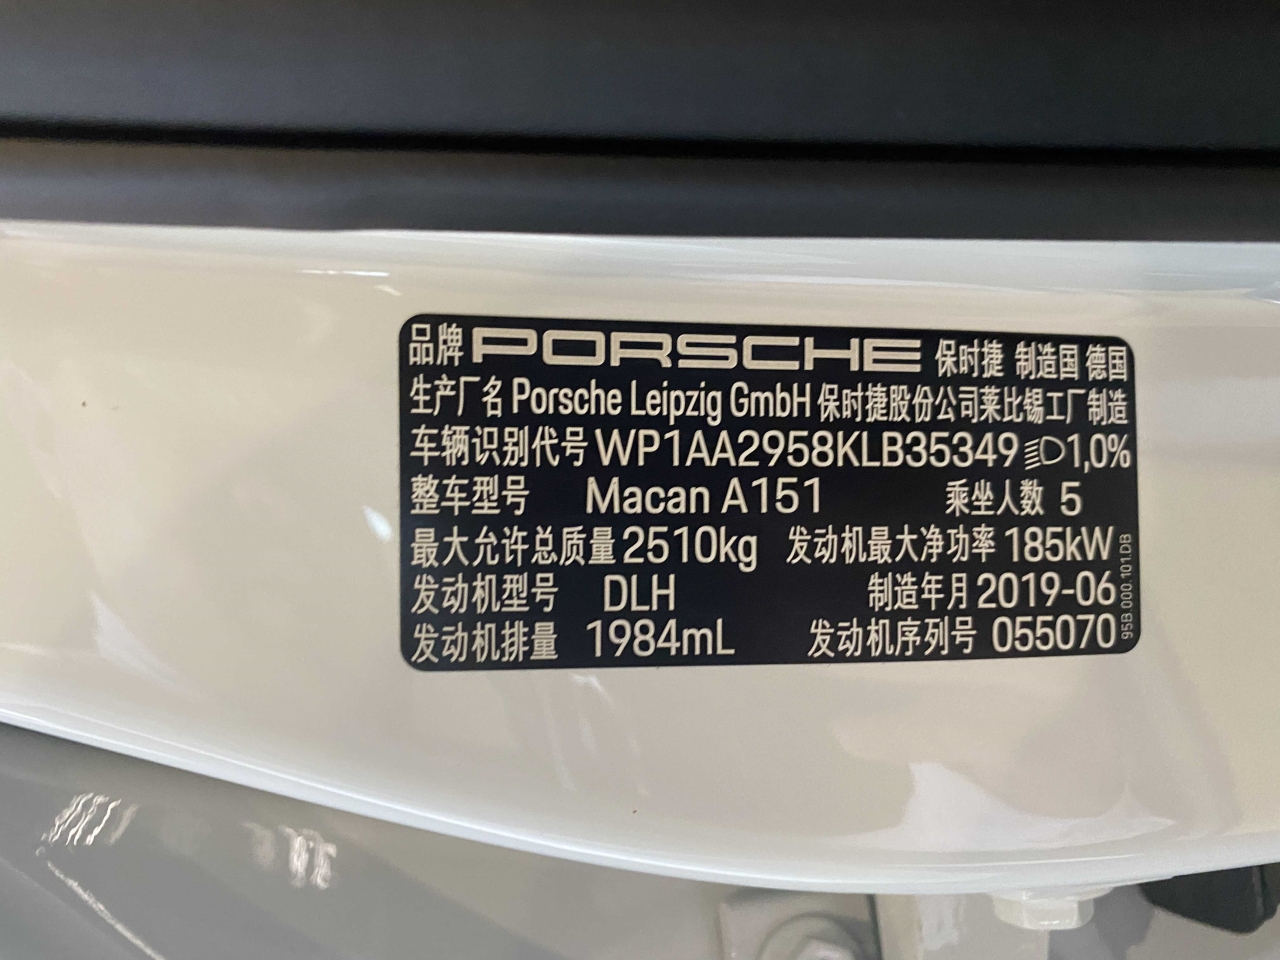 品牌 PORSCHE 保时捷 制造国 德国
生产厂名 Porsche Leipzig GmbH 保时捷股份公司莱比锡工厂制造
车辆识别代号 WP1AA2958KLB35349 1,0%
整车型号 Macan A151 乘坐人数 5
最大允许总质量 2510kg 发动机最大净功率 185kW
发动机型号 DLH 制造年月 2019-06
发动机排量 1984mL 发动机序列号 055070
95B 000.101.DB